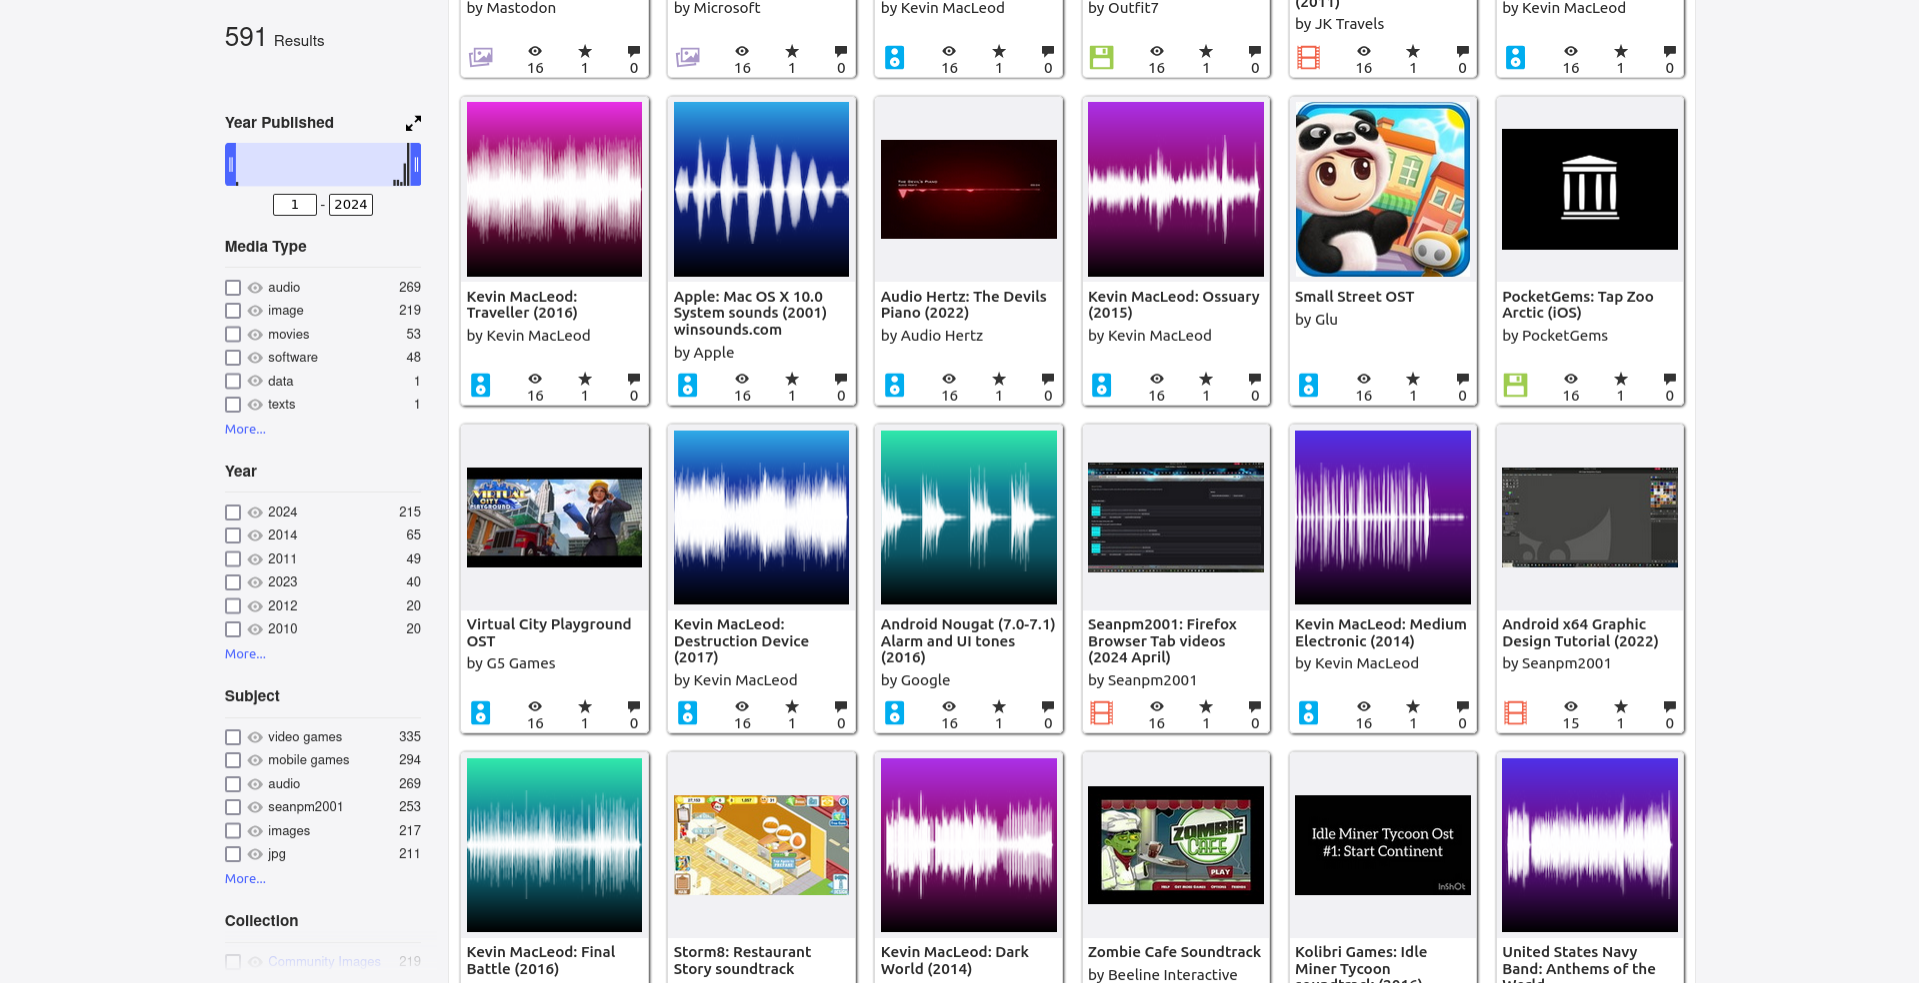 591 Results
Year Published
1 - 2024
Media Type
audio 269
image 219
movies 53
software 48
data 1
texts 1
More...
Year
2024 215
2014 65
2011 49
2023 40
2012 20
2010 20
More...
Subject
video games 335
mobile games 294
audio 269
seanpm2001 253
images 217
jpg 211
More...
Collection
Community Images 219
by Mastodon
16 1 0
by Microsoft
16 1 0
by Kevin MacLeod
16 1 0
by Outfit7
16 1 0
(2011)
by JK Travels
16 1 0
by Kevin MacLeod
16 1 0
Kevin MacLeod:
Traveller (2016)
by Kevin MacLeod
16 1 0
Apple: Mac OS X 10.0
System sounds (2001)
winsounds.com
by Apple
16 1 0
The Devil's Piano
Audio Hertz: The Devils
Piano (2022)
by Audio Hertz
16 1 0
Kevin MacLeod: Ossuary
(2015)
by Kevin MacLeod
16 1 0
Small Street OST
by Glu
16 1 0
PocketGems: Tap Zoo
Arctic (iOS)
by PocketGems
16 1 0
VIRTUAL
CITY
PLAYGROUND
Virtual City Playground
OST
by G5 Games
16 1 0
Kevin MacLeod:
Destruction Device
(2017)
by Kevin MacLeod
16 1 0
Android Nougat (7.0-7.1)
Alarm and UI tones
(2016)
by Google
16 1 0
Seanpm2001: Firefox
Browser Tab videos
(2024 April)
by Seanpm2001
16 1 0
Kevin MacLeod: Medium
Electronic (2014)
by Kevin MacLeod
16 1 0
Android x64 Graphic
Design Tutorial (2022)
by Seanpm2001
15 1 0
Kevin MacLeod: Final
Battle (2016)
Storm8: Restaurant
Story soundtrack
Kevin MacLeod: Dark
World (2014)
ZOMBIE
CAFE
PLAY
Zombie Cafe Soundtrack
by Beeline Interactive
Idle Miner Tycoon Ost
#1: Start Continent
InShOt
Kolibri Games: Idle
Miner Tycoon
soundtrack (2016)
United States Navy
Band: Anthems of the
World